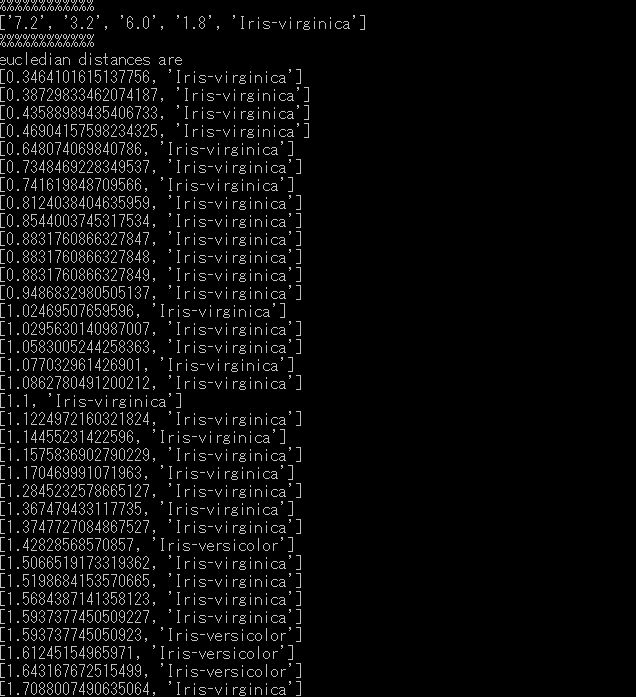 %%%%%%%%%%%%
['7.2', '3.2', '6.0', '1.8', 'Iris-virginica']
%%%%%%%%%%%%
eucledian distances are
[0.3464101615137756, 'Iris-virginica']
[0.38729833462074187, 'Iris-virginica']
[0.43588989435406733, 'Iris-virginica']
[0.46904157598234325, 'Iris-virginica']
[0.648074069840786, 'Iris-virginica']
[0.7348469228349537, 'Iris-virginica']
[0.741619848709566, 'Iris-virginica']
[0.8124038404635959, 'Iris-virginica']
[0.8544003745317534, 'Iris-virginica']
[0.8831760866327847, 'Iris-virginica']
[0.8831760866327848, 'Iris-virginica']
[0.8831760866327849, 'Iris-virginica']
[0.9486832980505137, 'Iris-virginica']
[1.02469507659596, 'Iris-virginica']
[1.0295630140987007, 'Iris-virginica']
[1.0583005244258363, 'Iris-virginica']
[1.077032961426901, 'Iris-virginica']
[1.0862780491200212, 'Iris-virginica']
[1.1, 'Iris-virginica']
[1.1224972160321824, 'Iris-virginica']
[1.14455231422596, 'Iris-virginica']
[1.1575836902790229, 'Iris-virginica']
[1.170469991071963, 'Iris-virginica']
[1.2845232578665127, 'Iris-virginica']
[1.367479433117735, 'Iris-virginica']
[1.3747727084867527, 'Iris-virginica']
[1.42828568570857, 'Iris-versicolor']
[1.5066519173319362, 'Iris-virginica']
[1.5198684153570665, 'Iris-virginica']
[1.5684387141358123, 'Iris-virginica']
[1.5937377450509227, 'Iris-virginica']
[1.593737745050923, 'Iris-versicolor']
[1.61245154965971, 'Iris-versicolor']
[1.643167672515499, 'Iris-versicolor']
[1.7088007490635064, 'Iris-virginica']